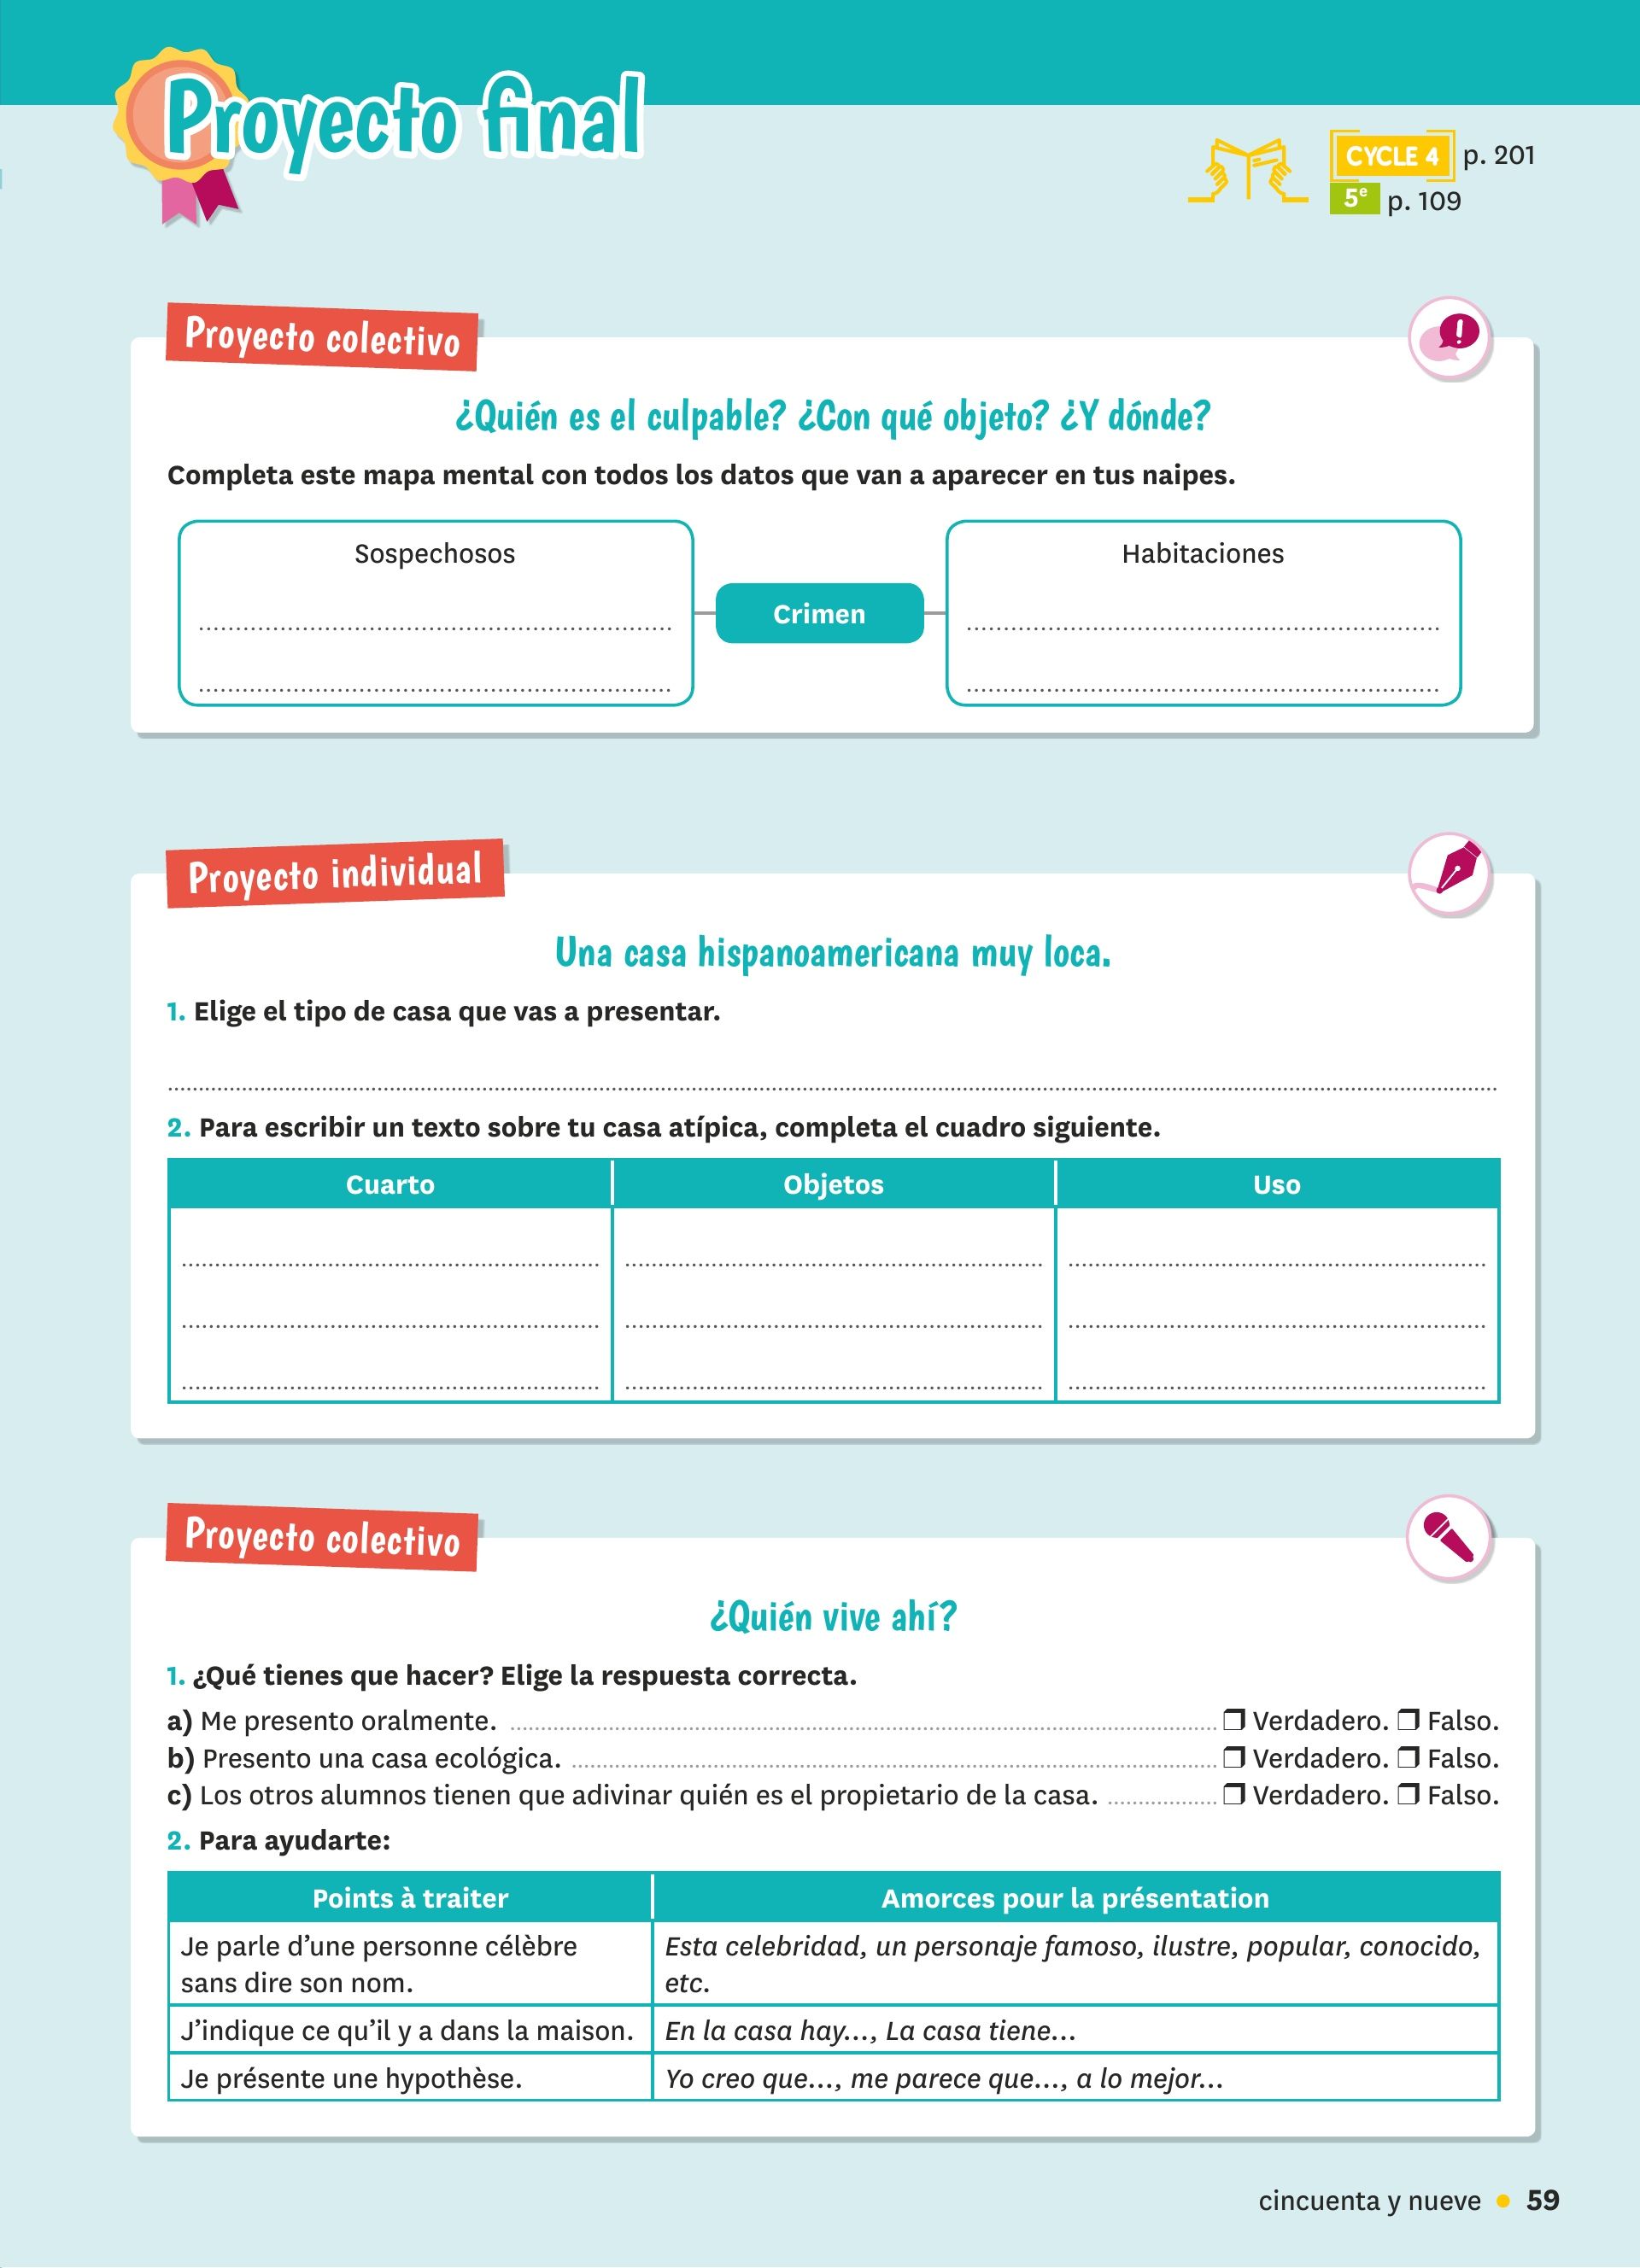 Proyecto final
CYCLE 4 p. 201
5e p. 109
Proyecto colectivo
!
¿Quién es el culpable? ¿Con qué objeto? ¿Y dónde?
Completa este mapa mental con todos los datos que van a aparecer en tus naipes.
Sospechosos
Crimen
Habitaciones
Proyecto individual
Una casa hispanoamericana muy loca.
1. Elige el tipo de casa que vas a presentar.
2. Para escribir un texto sobre tu casa atípica, completa el cuadro siguiente.
Cuarto Objetos Uso
Proyecto colectivo
¿Quién vive ahí?
1. ¿Qué tienes que hacer? Elige la respuesta correcta.
a) Me presento oralmente. ❒ Verdadero. ❒ Falso.
b) Presento una casa ecológica. ❒ Verdadero. ❒ Falso.
c) Los otros alumnos tienen que adivinar quién es el propietario de la casa. ❒ Verdadero. ❒ Falso.
2. Para ayudarte:
Points à traiter Amorces pour la présentation
Je parle d’une personne célèbre
sans dire son nom.
Esta celebridad, un personaje famoso, ilustre, popular, conocido,
etc.
J’indique ce qu’il y a dans la maison. En la casa hay…, La casa tiene…
Je présente une hypothèse. Yo creo que…, me parece que…, a lo mejor…
cincuenta y nueve • 59